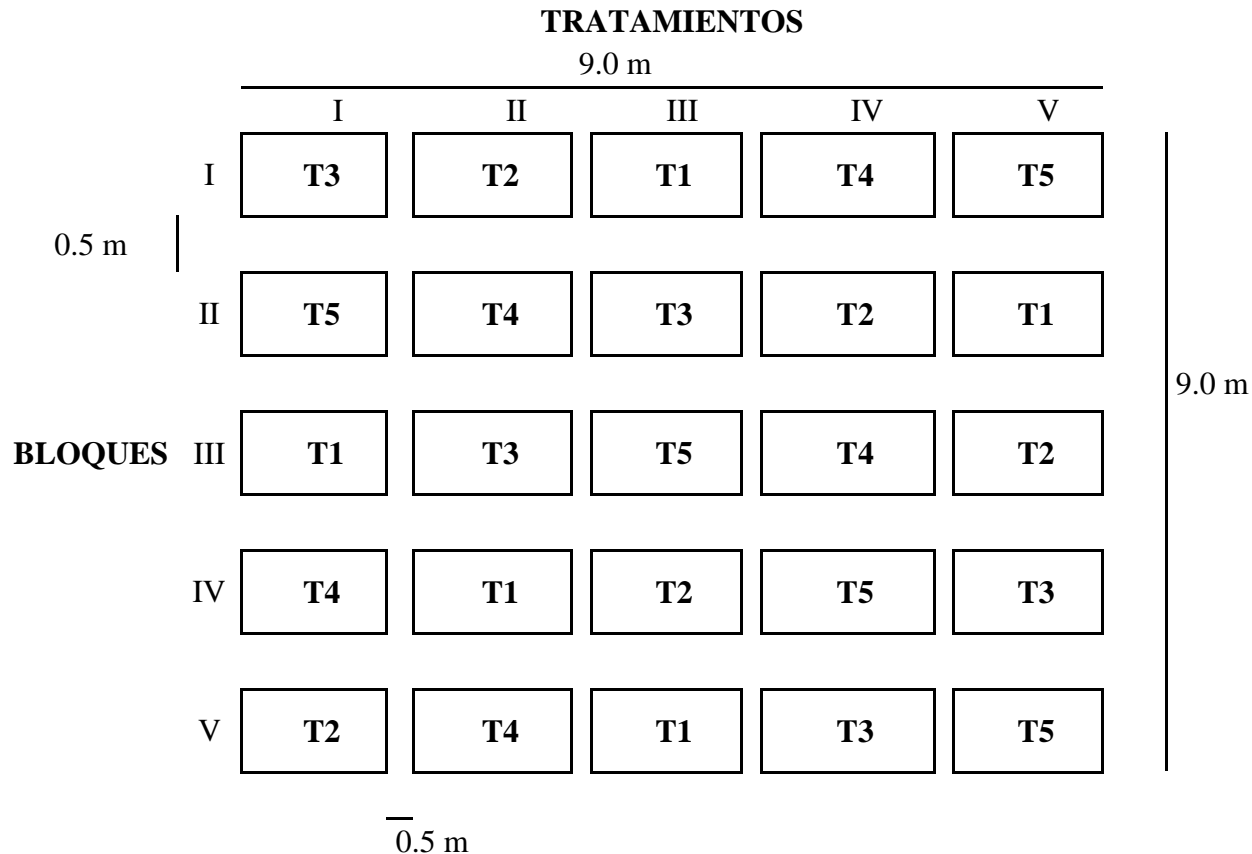 TRATAMIENTOS
9.0 m
I II III IV V
I T3 T2 T1 T4 T5
0.5 m
II T5 T4 T3 T2 T1
9.0 m
BLOQUES III T1 T3 T5 T4 T2
IV T4 T1 T2 T5 T3
V T2 T4 T1 T3 T5
0.5 m